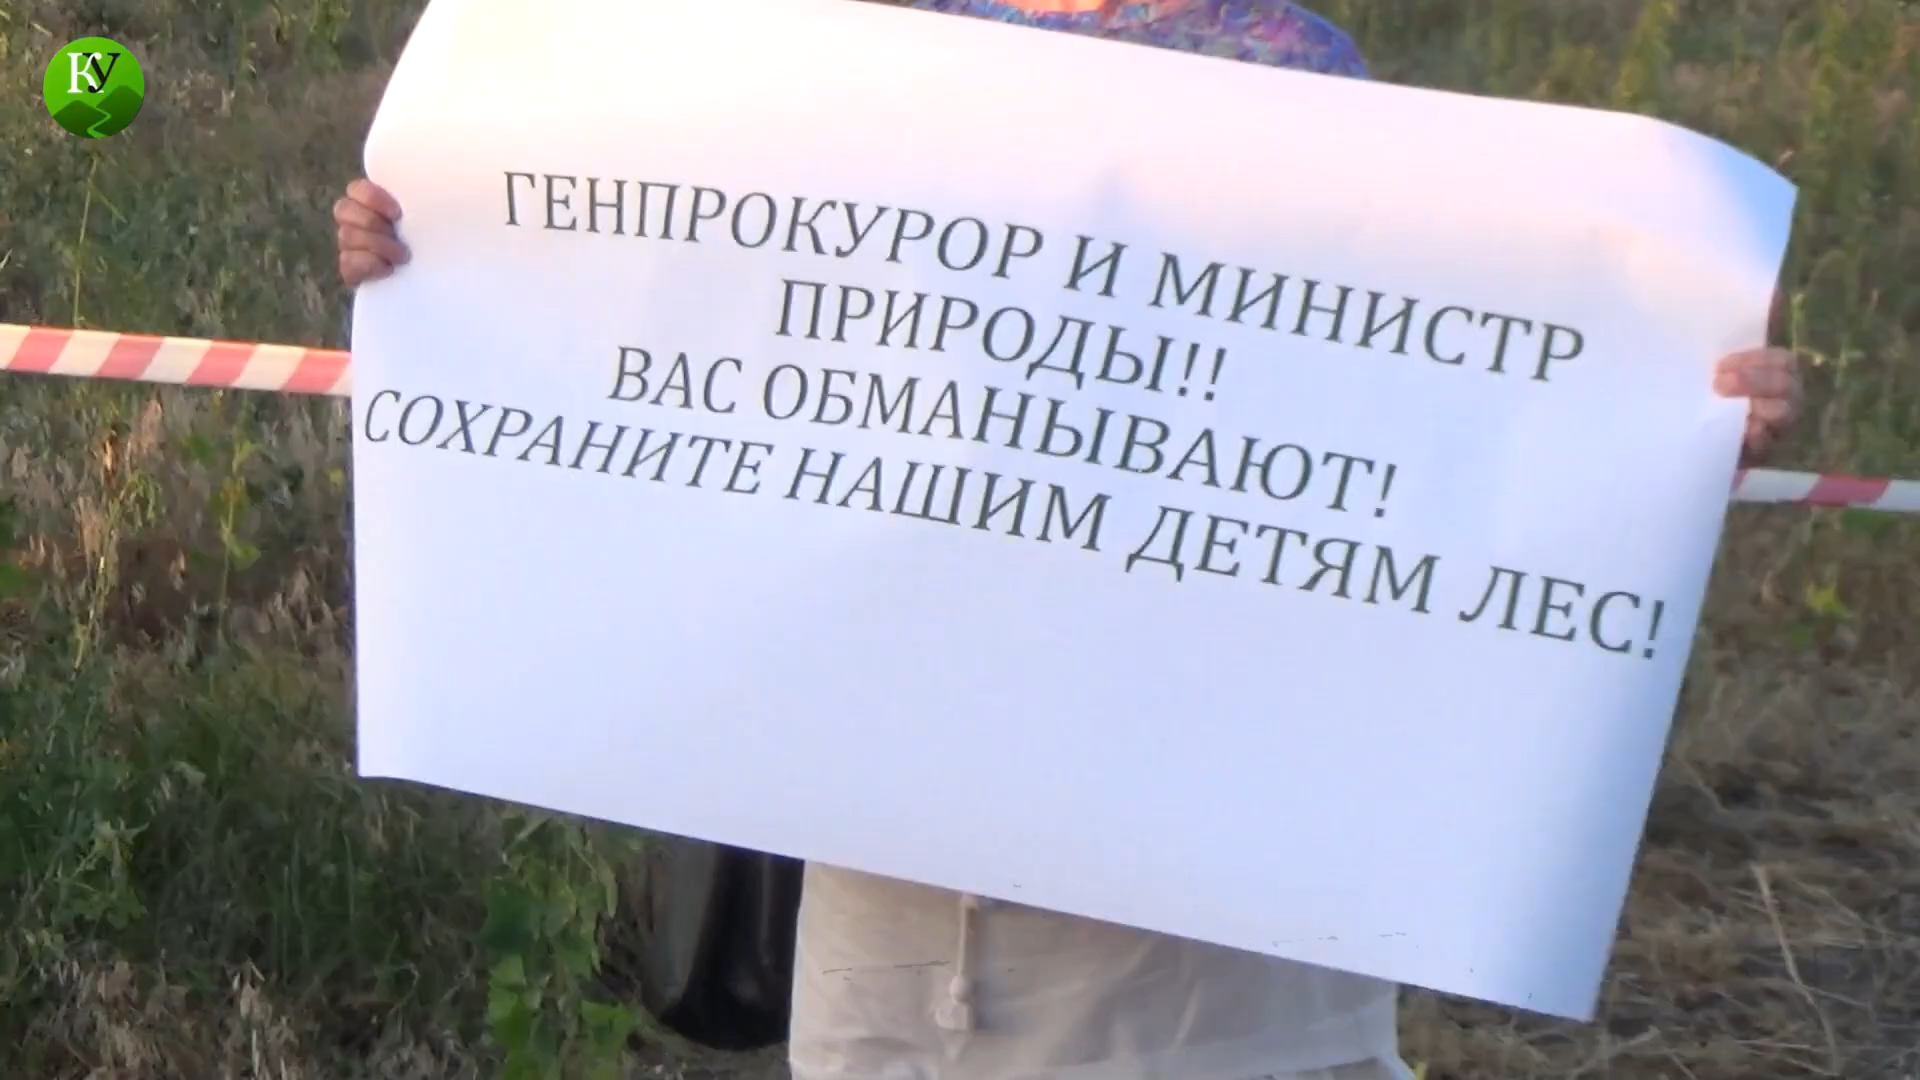 КУ
ГЕНПРОКУРОР И МИНИСТР
ПРИРОДЫ!!
ВАС ОБМАНЫВАЮТ!
СОХРАНИТЕ НАШИМ ДЕТЯМ ЛЕС!